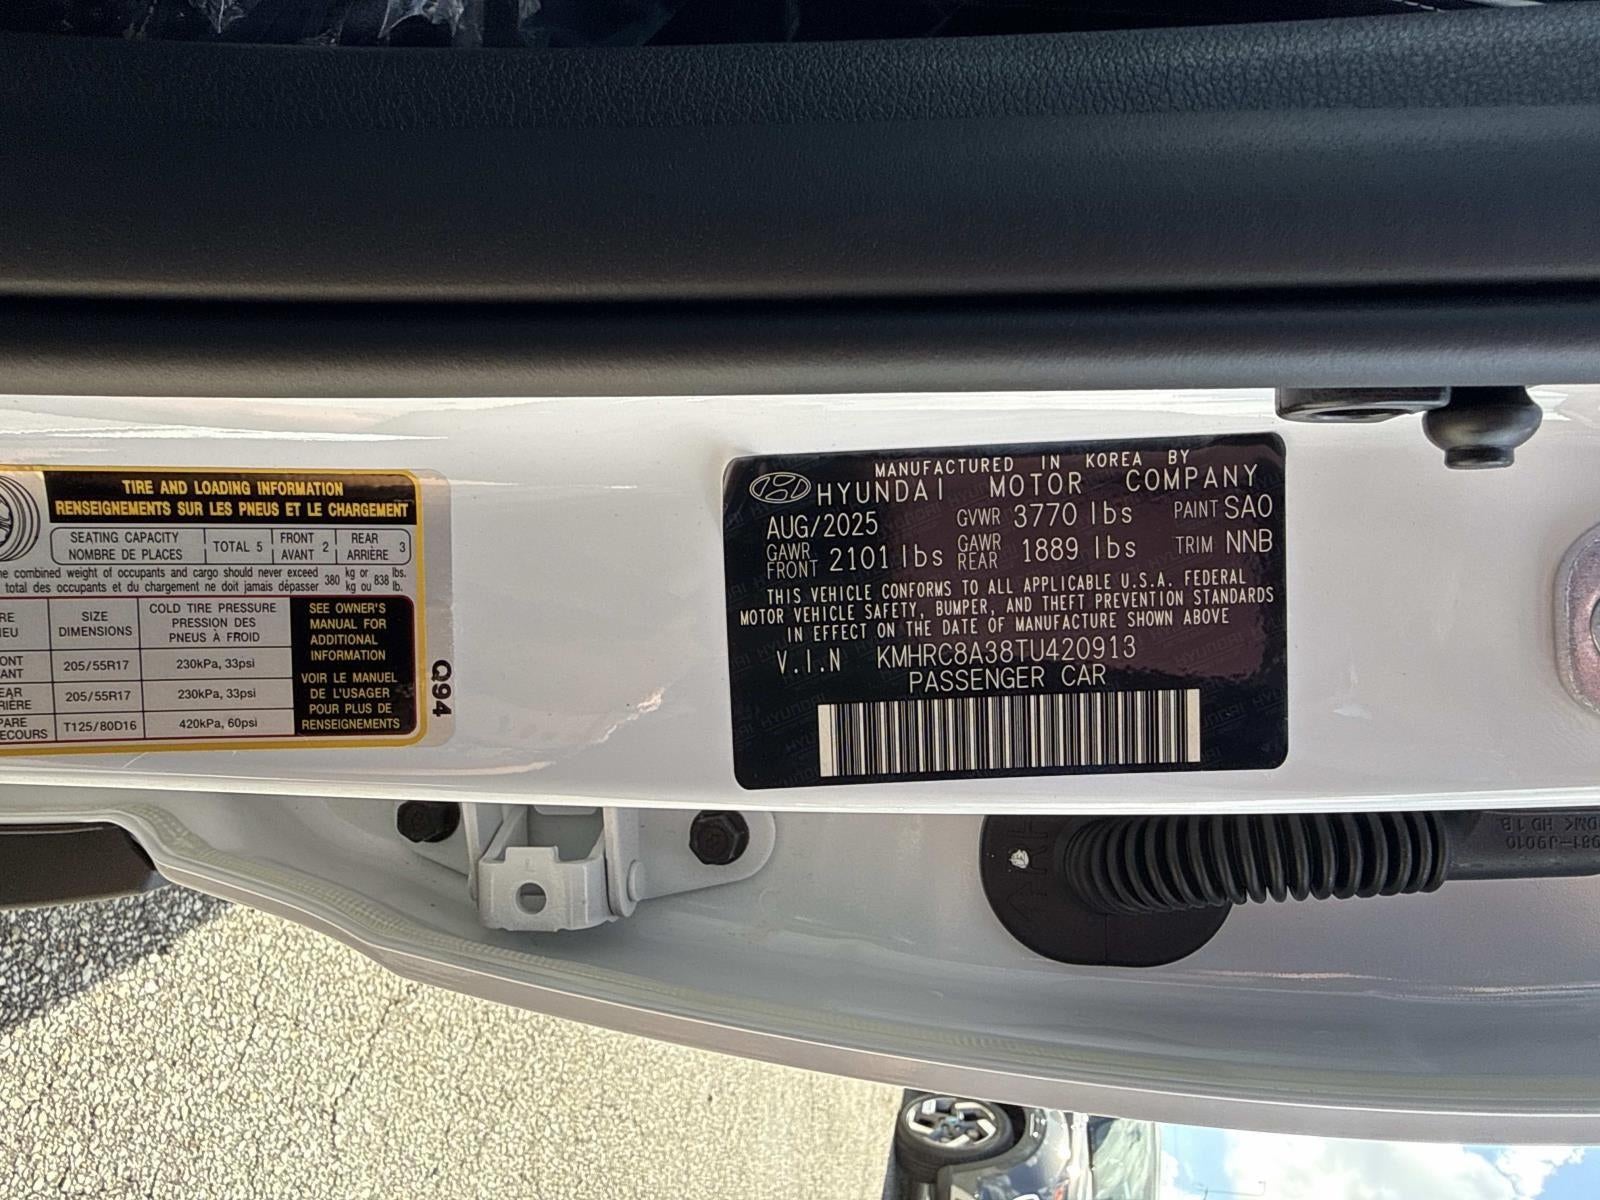 TIRE AND LOADING INFORMATION
RENSEIGNEMENTS SUR LES PNEUS ET LE CHARGEMENT
SEATING CAPACITY
NOMBRE DE PLACES
TOTAL 5
FRONT
AVANT 2
REAR
ARRIÈRE 3
combined weight of occupants and cargo should never exceed 380 kg or 838 lbs.
total des occupants et du chargement ne doit jamais dépasser kg ou lb.
SIZE
DIMENSIONS
COLD TIRE PRESSURE
PRESSION DES
PNEUS À FROID
205/55R17 230kPa, 33psi
205/55R17 230kPa, 33psi
T125/80D16 420kPa, 60psi
SEE OWNER'S
MANUAL FOR
ADDITIONAL
INFORMATION
VOIR LE MANUEL
DE L'USAGER
POUR PLUS DE
RENSEIGNEMENTS
Q94
MANUFACTURED IN KOREA BY
HYUNDAI MOTOR COMPANY
AUG/2025 GVWR 3770 lbs PAINT SAO
GAWR FRONT 2101 lbs GAWR REAR 1889 lbs TRIM NNB
THIS VEHICLE CONFORMS TO ALL APPLICABLE U.S.A. FEDERAL
MOTOR VEHICLE SAFETY, BUMPER, AND THEFT PREVENTION STANDARDS
IN EFFECT ON THE DATE OF MANUFACTURE SHOWN ABOVE
V.I.N KMHRC8A38TU420913
PASSENGER CAR